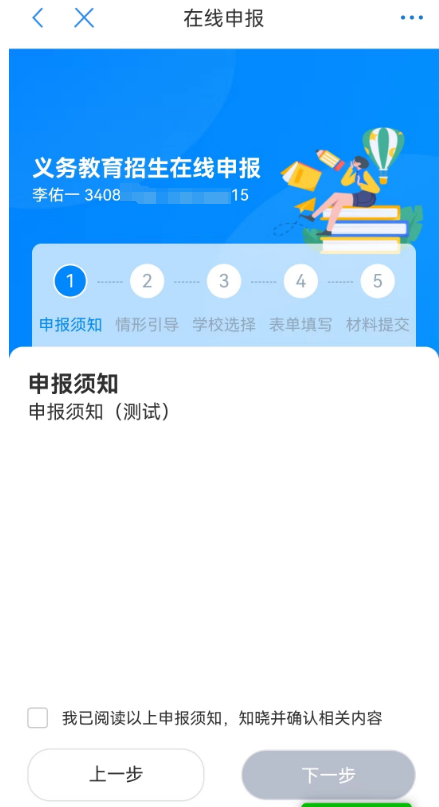 在线申报
义务教育招生在线申报
李佑一 3408 15
1 2 3 4 5
申报须知 情形引导 学校选择 表单填写 材料提交
申报须知
申报须知（测试）
我已阅读以上申报须知，知晓并确认相关内容
上一步 下一步